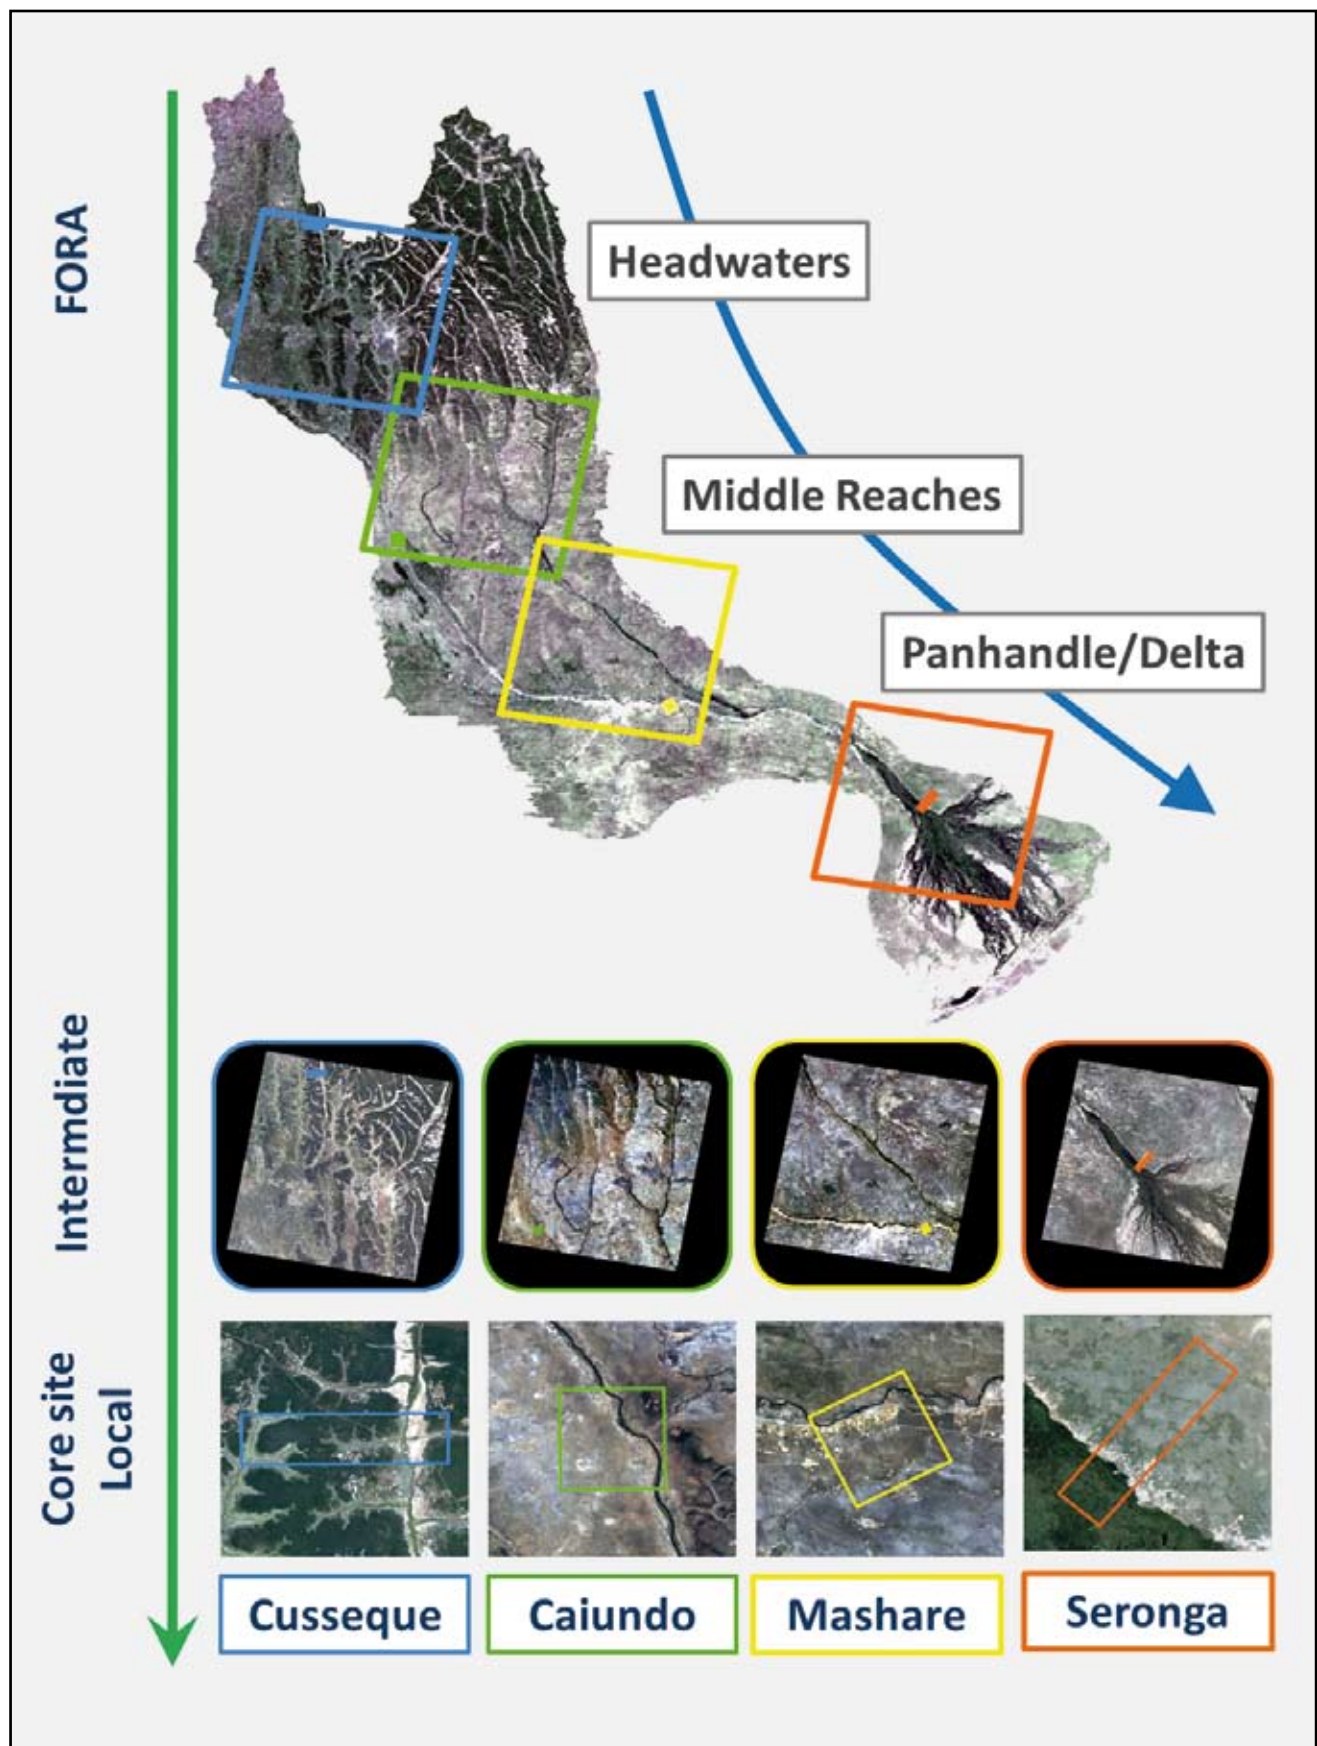 FORA
Headwaters
Middle Reaches
Panhandle/Delta
Intermdiate
Core site
Local
Cusseque
Caiundo
Mashare
Seronga